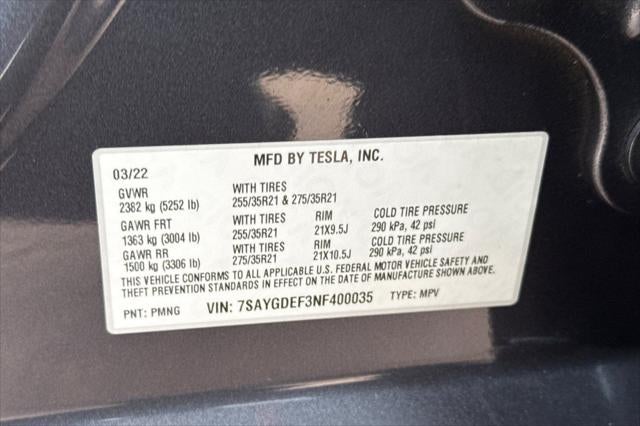 MFD BY TESLA, INC.
03/22
GVWR WITH TIRES
2382 kg (5252 lb) 255/35R21 & 275/35R21
GAWR FRT WITH TIRES RIM COLD TIRE PRESSURE
1363 kg (3004 lb) 255/35R21 21X9.5J 290 kPa, 42 psi
GAWR RR WITH TIRES RIM COLD TIRE PRESSURE
1500 kg (3306 lb) 275/35R21 21X10.5J 290 kPa, 42 psi
THIS VEHICLE CONFORMS TO ALL APPLICABLE U.S. FEDERAL MOTOR VEHICLE SAFETY AND
THEFT PREVENTION STANDARDS IN EFFECT ON THE DATE OF MANUFACTURE SHOWN ABOVE.
PNT: PMNG VIN: 7SAYGDEF3NF400035 TYPE: MPV